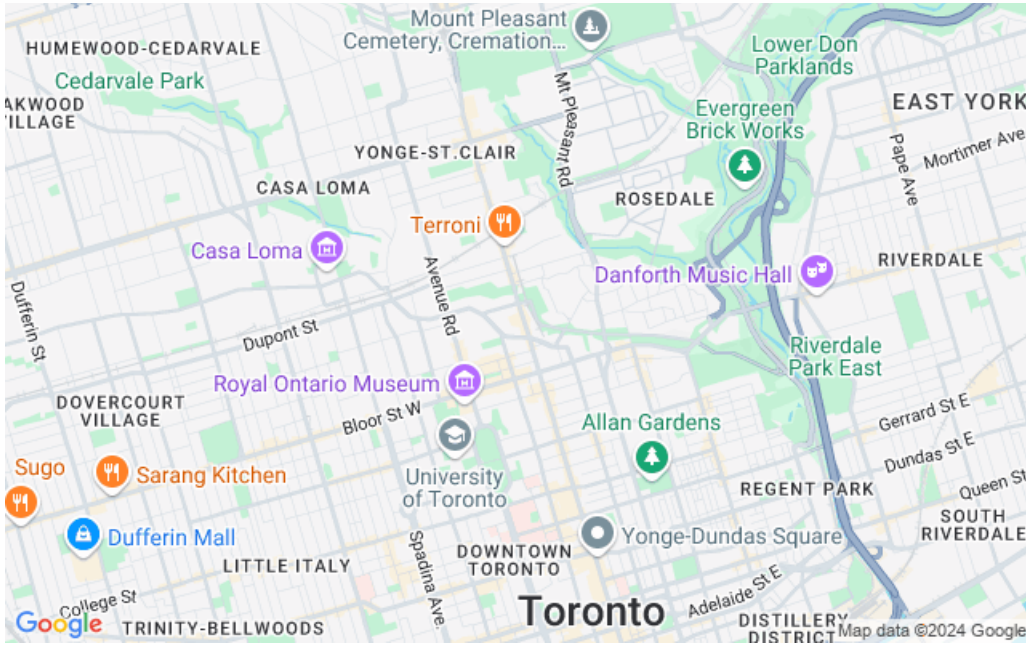 Mount Pleasant
Cemetery, Cremation...
HUMEWOOD-CEDARVALE
Lower Don
Parklands
Cedarvale Park
Mt Pleasant Rd
AKWOOD
VILLAGE
EAST YORK
Evergreen
Brick Works
Pape Ave
Mortimer Ave
YONGE-ST.CLAIR
CASA LOMA
ROSEDALE
Terroni
Casa Loma
Avenue Rd
Danforth Music Hall
RIVERDALE
Dufferin St
Dupont St
Riverdale
Park East
Royal Ontario Museum
DOVERCOURT
VILLAGE
Bloor St W
Allan Gardens
Gerrard St E
University
of Toronto
Dundas St E
Sugo
Sarang Kitchen
REGENT PARK
Queen St
SOUTH
RIVERDALE
Dufferin Mall
Spadina Ave.
Yonge-Dundas Square
DOWNTOWN
TORONTO
LITTLE ITALY
College St
Toronto
Adelaide St E
DISTILLERY
DISTRICT
Google
TRINITY-BELLWOODS
Map data ©2024 Google